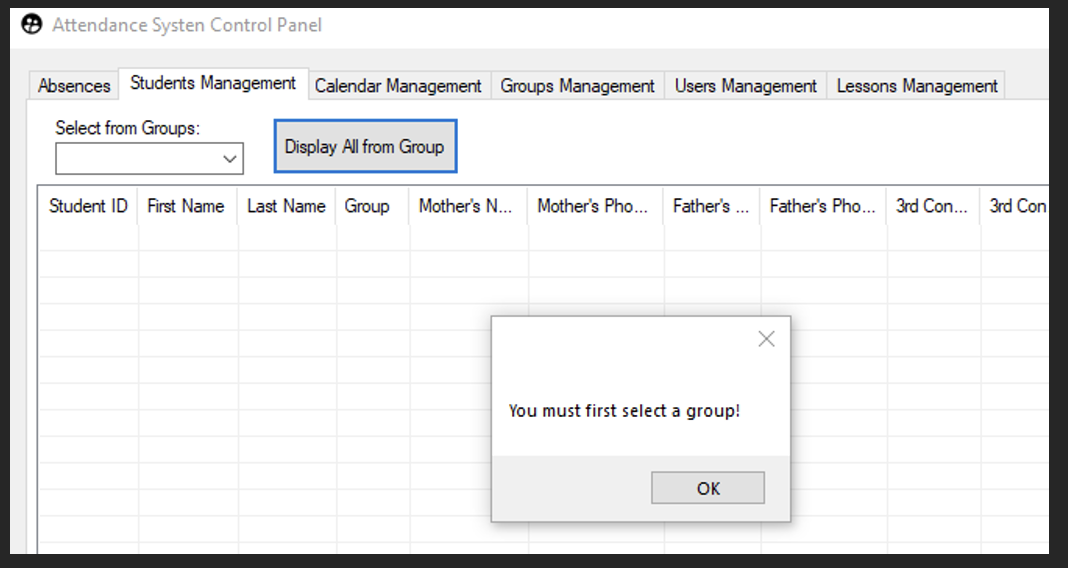 Attendance Systen Control Panel
Absences Students Management Calendar Management Groups Management Users Management Lessons Management
Select from Groups:
Display All from Group
Student ID First Name Last Name Group Mother's N... Mother's Pho... Father's ... Father's Pho... 3rd Con... 3rd Con
You must first select a group!
OK